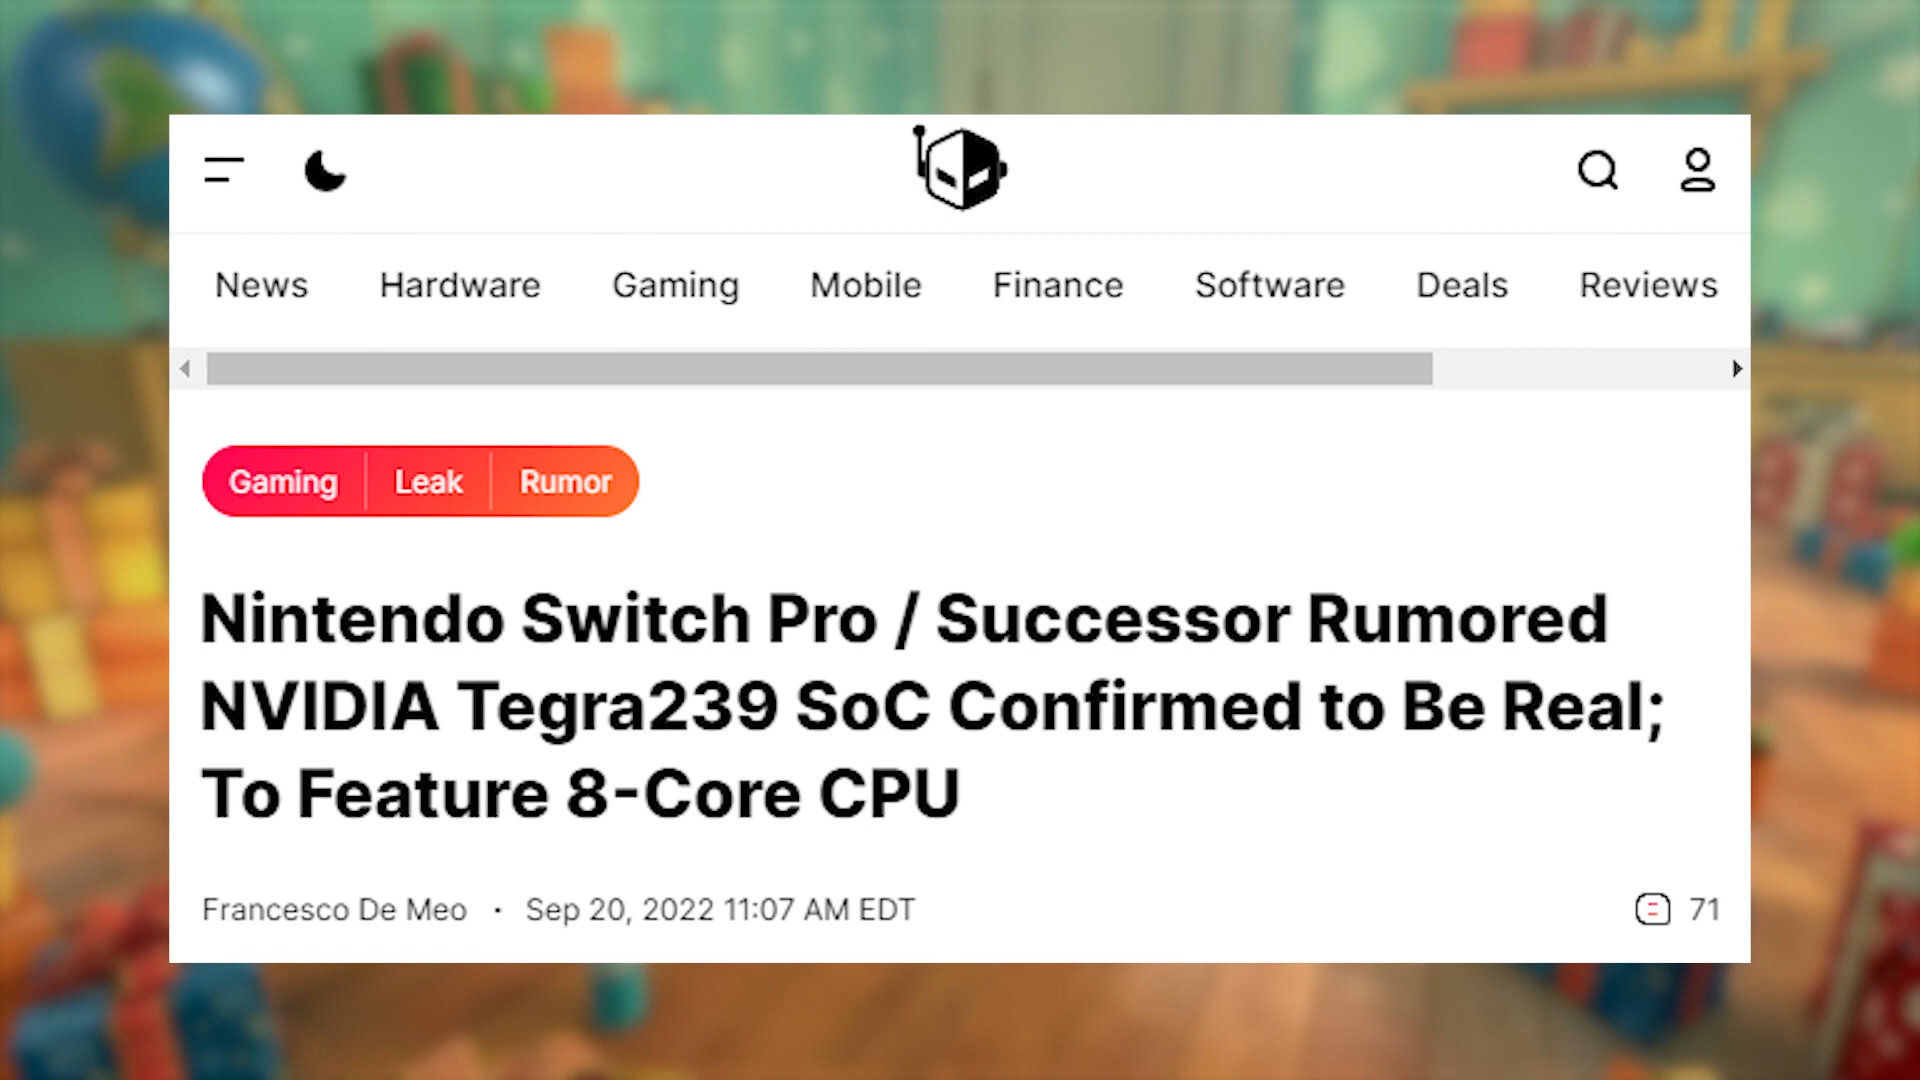 News Hardware Gaming Mobile Finance Software Deals Reviews
Gaming Leak Rumor
Nintendo Switch Pro / Successor Rumored
NVIDIA Tegra239 SoC Confirmed to Be Real;
To Feature 8-Core CPU
Francesco De Meo · Sep 20, 2022 11:07 AM EDT 71